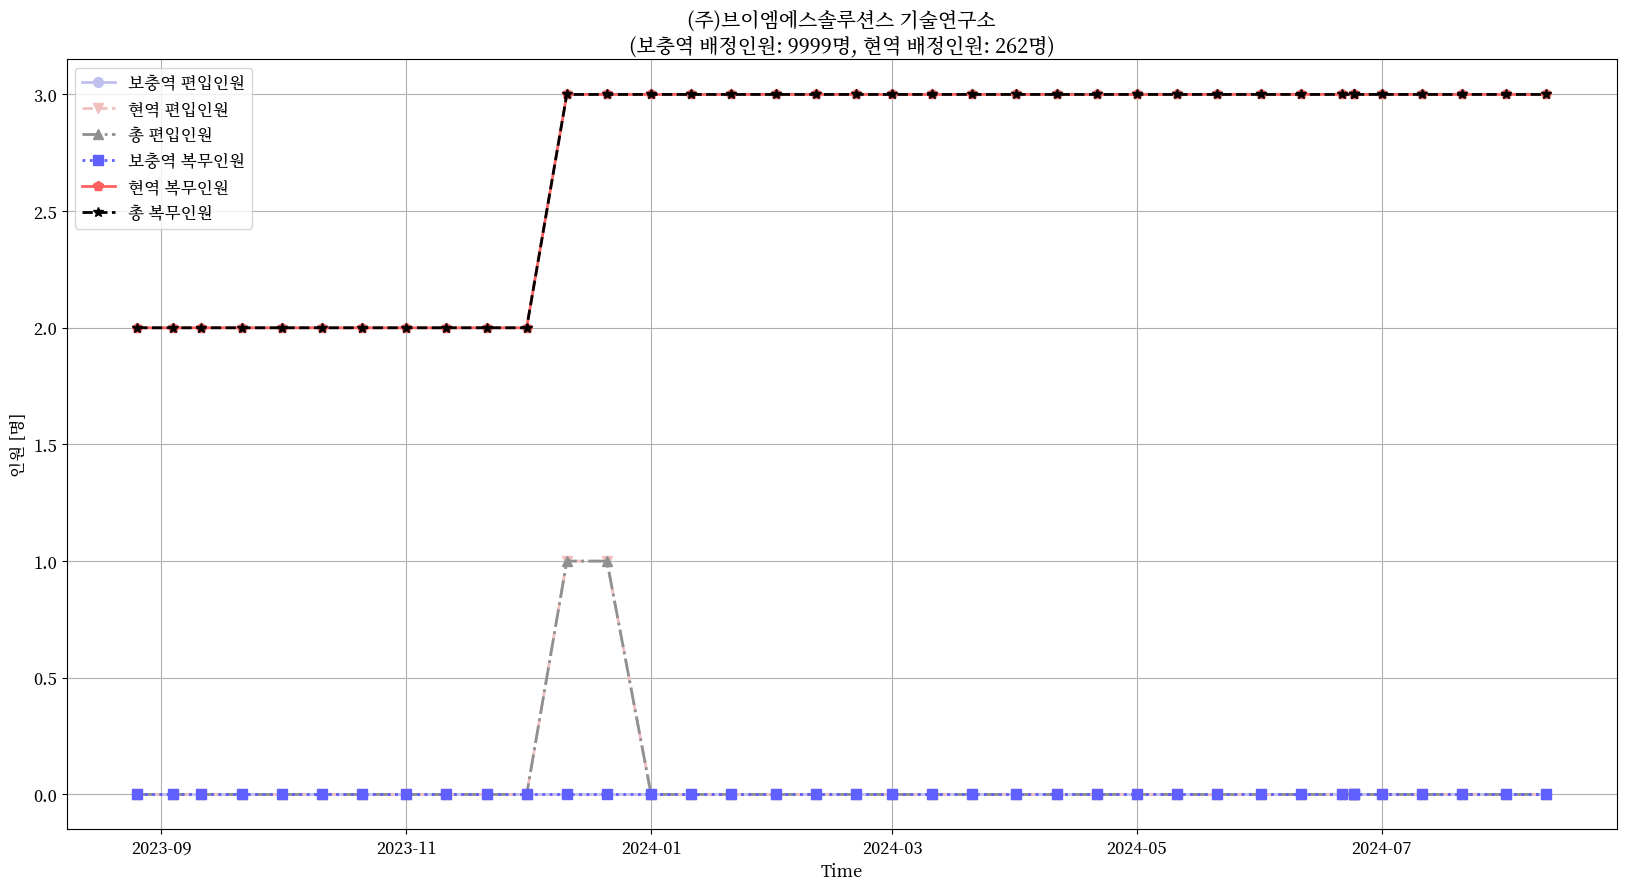 (주)브이엠에스솔루션스 기술연구소
(보충역 배정인원: 9999명, 현역 배정인원: 262명)
보충역 편입인원
현역 편입인원
총 편입인원
보충역 복무인원
현역 복무인원
총 복무인원
3.0
2.5
2.0
1.5
1.0
0.5
0.0
인원 [명]
2023-09
2023-11
2024-01
2024-03
2024-05
2024-07
Time